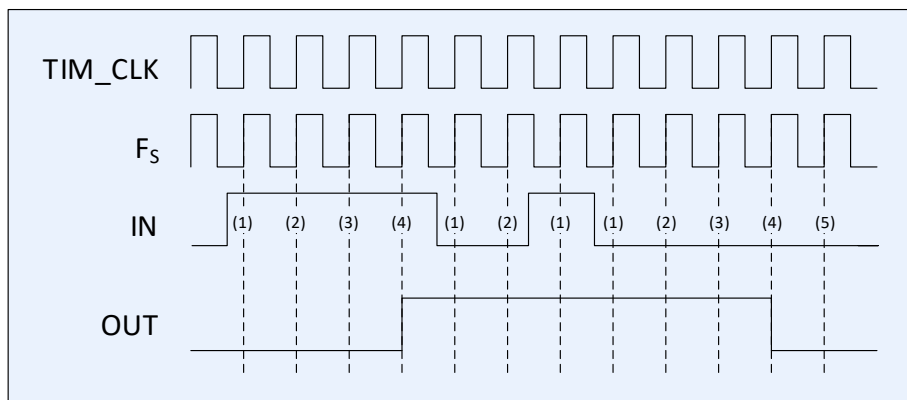 TIM_CLK
FS
IN (1) (2) (3) (4) (1) (2) (1) (1) (2) (3) (4) (5)
OUT